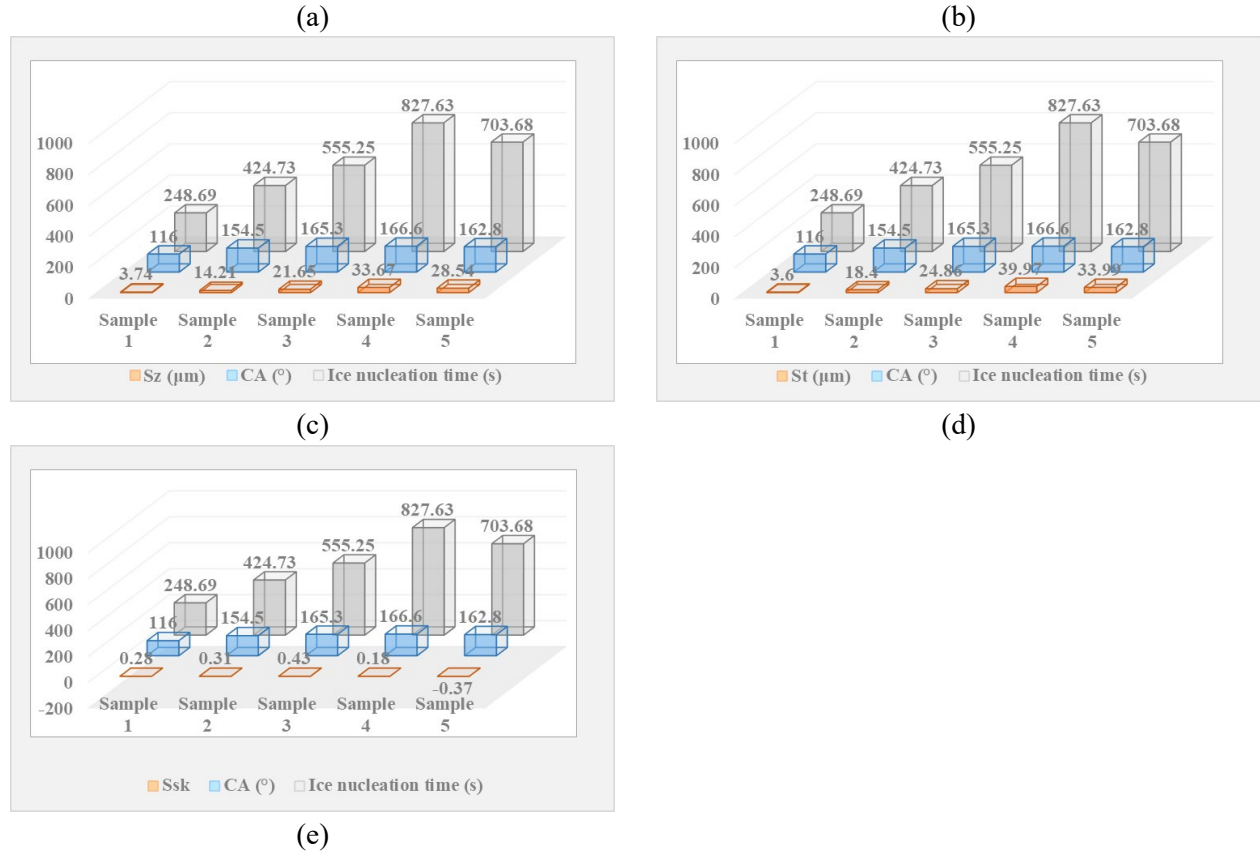 (a)
(b)
1000
800
600
400
200
0
248.69
424.73
555.25
827.63
703.68
116
154.5
165.3
166.6
162.8
3.74
14.21
21.65
33.67
28.54
Sample 1
Sample 2
Sample 3
Sample 4
Sample 5
Sz (µm)
CA (°)
Ice nucleation time (s)
1000
800
600
400
200
0
248.69
424.73
555.25
827.63
703.68
116
154.5
165.3
166.6
162.8
3.6
18.4
24.86
39.97
33.99
Sample 1
Sample 2
Sample 3
Sample 4
Sample 5
St (µm)
CA (°)
Ice nucleation time (s)
(c)
(d)
1000
800
600
400
200
0
-200
248.69
424.73
555.25
827.63
703.68
116
154.5
165.3
166.6
162.8
0.28
0.31
0.43
0.18
-0.37
Sample 1
Sample 2
Sample 3
Sample 4
Sample 5
Ssk
CA (°)
Ice nucleation time (s)
(e)